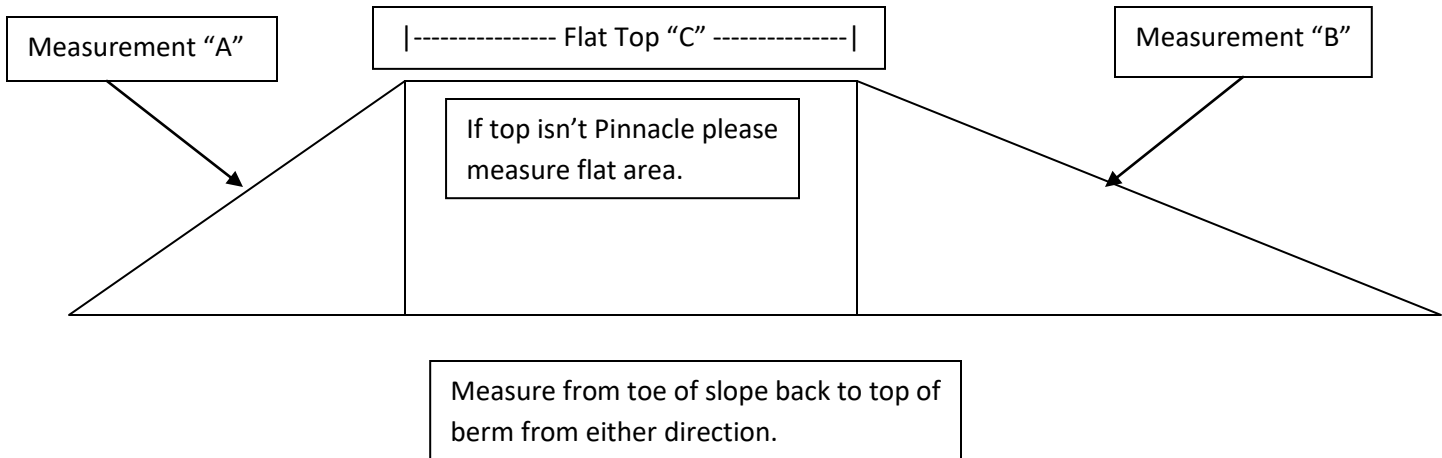 Measurement “A”
|---------------- Flat Top “C” ---------------|
Measurement “B”
If top isn’t Pinnacle please
measure flat area.
Measure from toe of slope back to top of
berm from either direction.